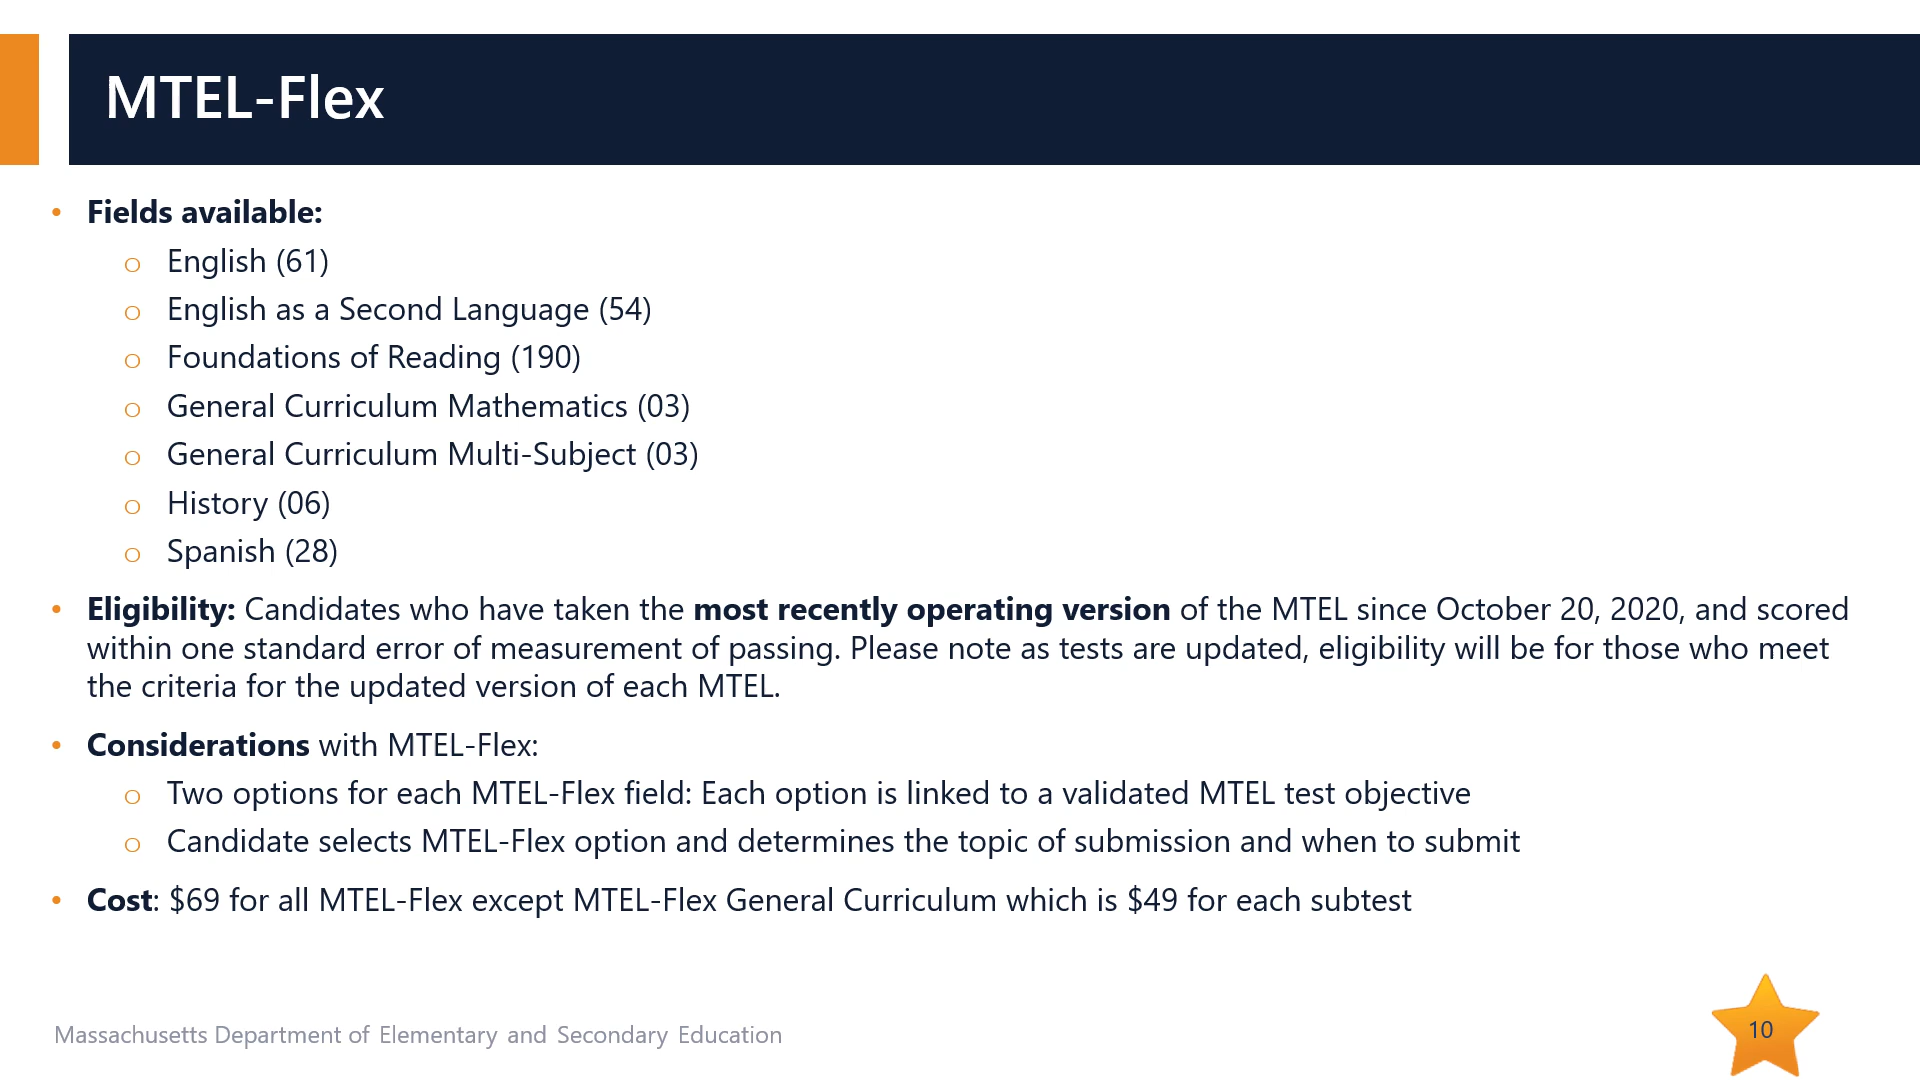 MTEL-Flex
• Fields available:
o English (61)
o English as a Second Language (54)
o Foundations of Reading (190)
o General Curriculum Mathematics (03)
o General Curriculum Multi-Subject (03)
o History (06)
o Spanish (28)
• Eligibility: Candidates who have taken the most recently operating version of the MTEL since October 20, 2020, and scored
within one standard error of measurement of passing. Please note as tests are updated, eligibility will be for those who meet
the criteria for the updated version of each MTEL.
• Considerations with MTEL-Flex:
o Two options for each MTEL-Flex field: Each option is linked to a validated MTEL test objective
o Candidate selects MTEL-Flex option and determines the topic of submission and when to submit
• Cost: $69 for all MTEL-Flex except MTEL-Flex General Curriculum which is $49 for each subtest
Massachusetts Department of Elementary and Secondary Education
10